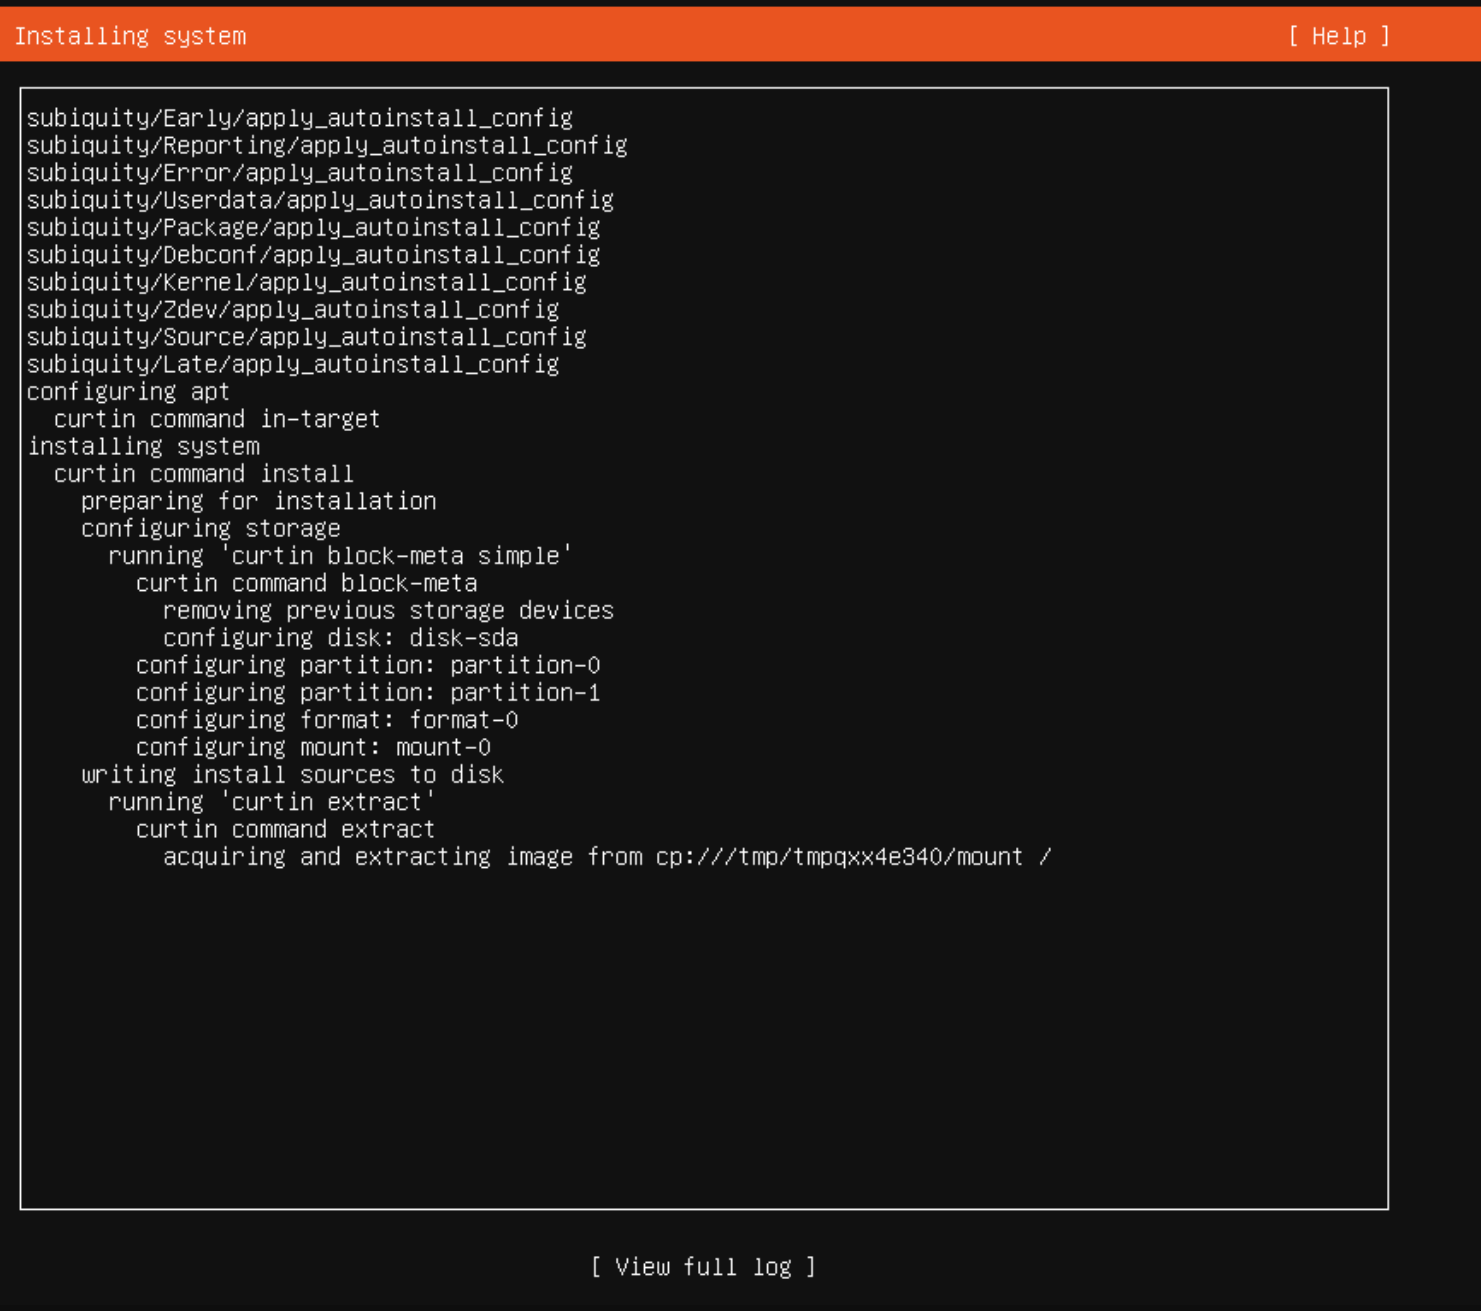 Installing system [ Help ]
subiquity/Early/apply_autoinstall_config
subiquity/Reporting/apply_autoinstall_config
subiquity/Error/apply_autoinstall_config
subiquity/Userdata/apply_autoinstall_config
subiquity/Package/apply_autoinstall_config
subiquity/Debconf/apply_autoinstall_config
subiquity/Kernel/apply_autoinstall_config
subiquity/Zdev/apply_autoinstall_config
subiquity/Source/apply_autoinstall_config
subiquity/Late/apply_autoinstall_config
configuring apt
  curtin command in-target
installing system
  curtin command install
    preparing for installation
    configuring storage
      running 'curtin block-meta simple'
        curtin command block-meta
          removing previous storage devices
          configuring disk: disk-sda
        configuring partition: partition-0
        configuring partition: partition-1
        configuring format: format-0
        configuring mount: mount-0
    writing install sources to disk
      running 'curtin extract'
        curtin command extract
          acquiring and extracting image from cp:///tmp/tmpqxx4e340/mount /
[ View full log ]